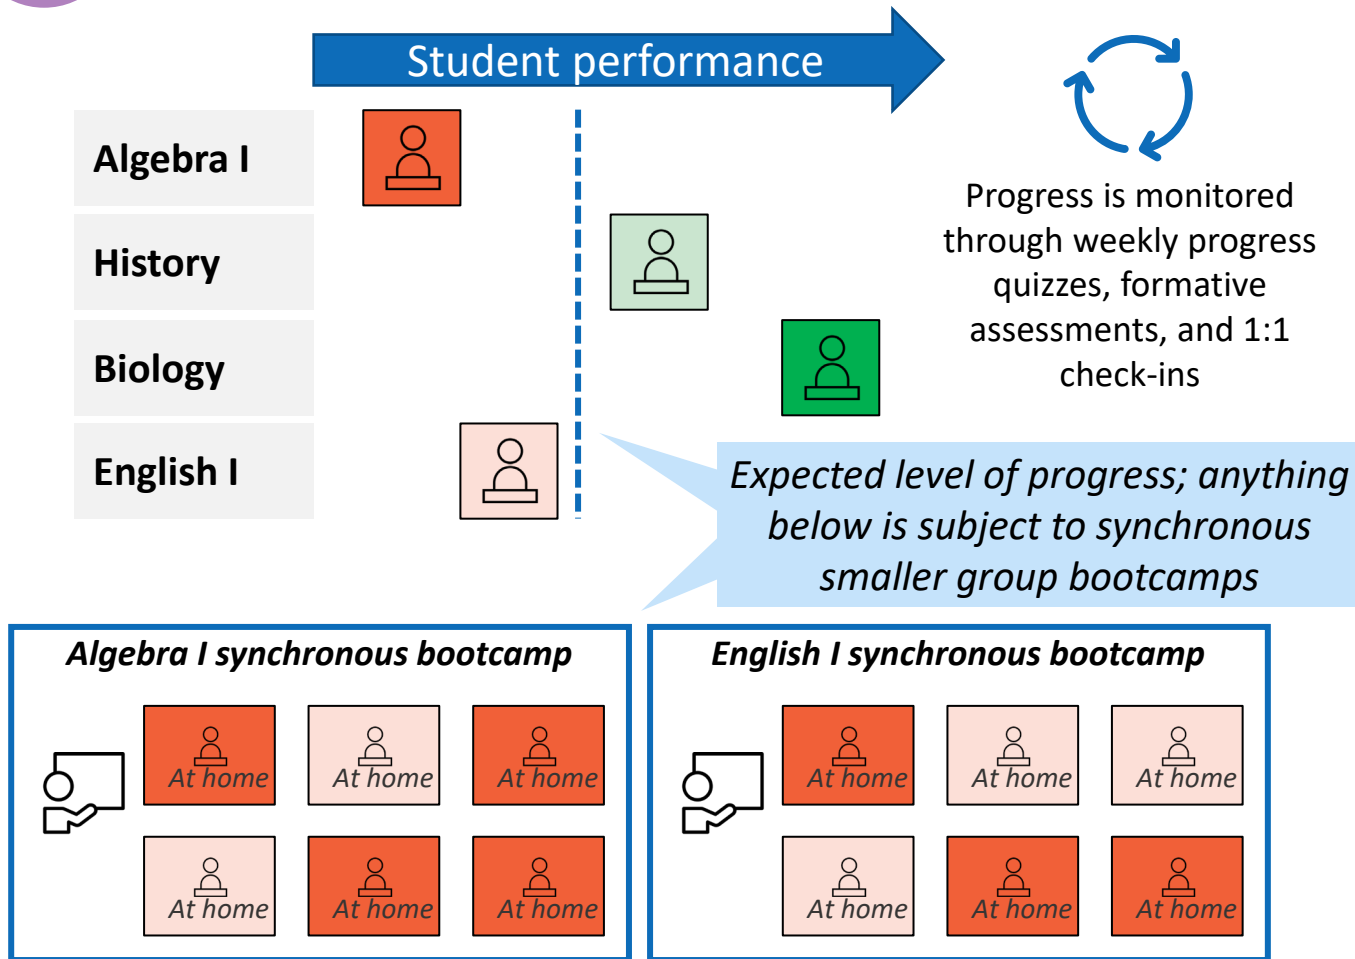 Student performance
Algebra I
History
Biology
English I
Progress is monitored
through weekly progress
quizzes, formative
assessments, and 1:1
check-ins
Expected level of progress; anything
below is subject to synchronous
smaller group bootcamps
Algebra I synchronous bootcamp
At home At home At home
At home At home At home
English I synchronous bootcamp
At home At home At home
At home At home At home